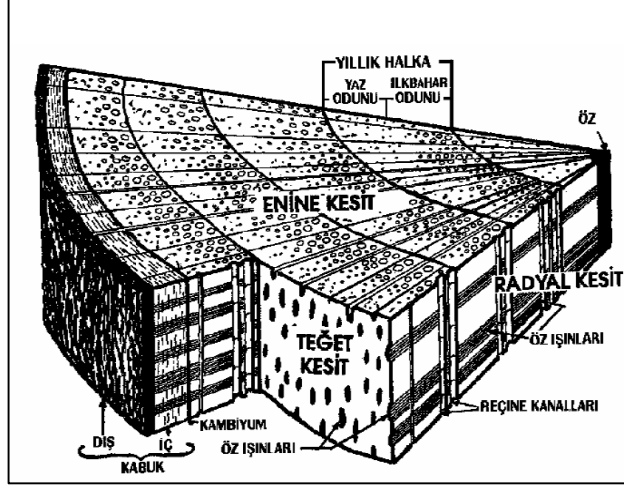 YILLIK HALKA
YAZ ODUNU
İLKBAHAR ODUNU
ÖZ
ENİNE KESİT
RADYAL KESİT
TEĞET
KESİT
ÖZ IŞINLARI
REÇİNE KANALLARI
KAMBİYUM
DIŞ
İÇ
ÖZ IŞINLARI
KABUK